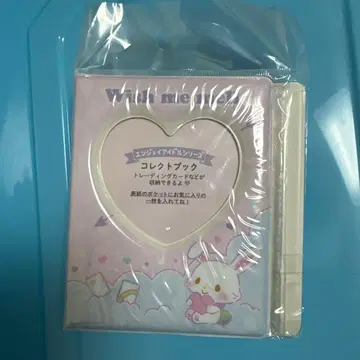 With me mell
エンジョイアイドルシリーズ
コレクトブック
トレーディングカードなどが
収納できるよ♡
表紙のポケットにお気に入りの
一枚を入れてね!